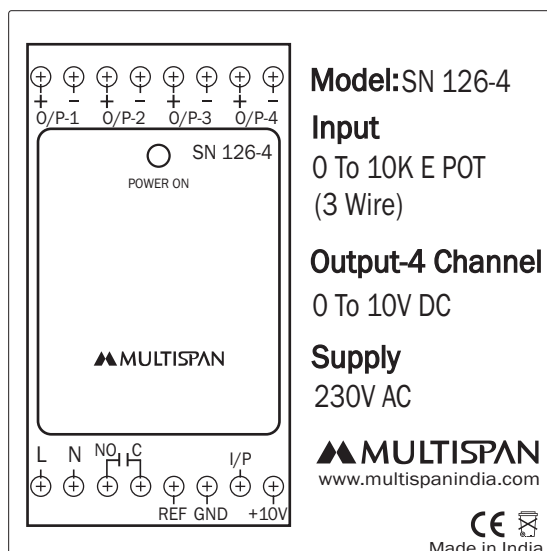 + - + - + - + -
O/P-1 O/P-2 O/P-3 O/P-4
SN 126-4
POWER ON
MULTISPAN
L N NO C I/P
REF GND +10V
Model: SN 126-4
Input
0 To 10K E POT
(3 Wire)
Output-4 Channel
0 To 10V DC
Supply
230V AC
MULTISPAN
www.multispanindia.com
CE
Made in India